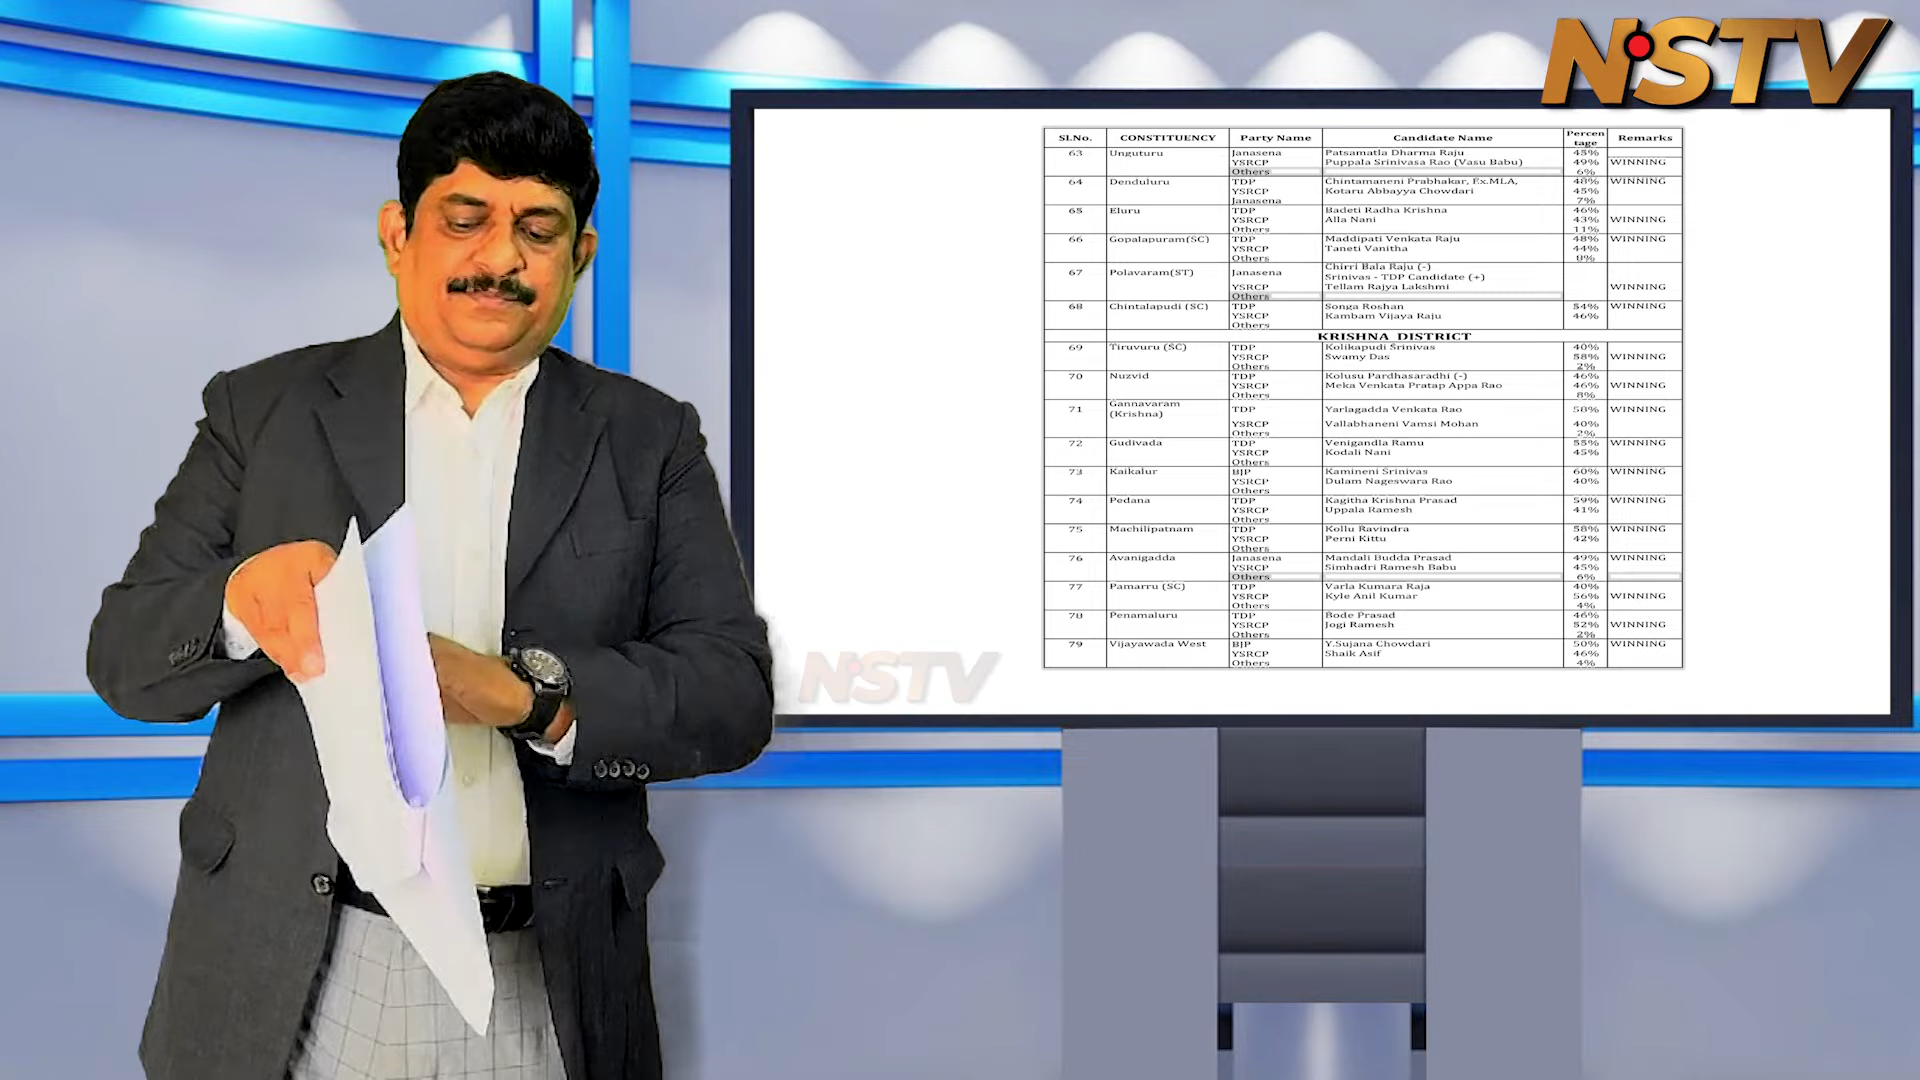 NSTV
Sl.No. CONSTITUENCY Party Name Candidate Name Percen tage Remarks
63 Unguturu Janasena Patsamatla Dharma Raju 45%
YSRCP Puppala Srinivasa Rao (Vasu Babu) 49% WINNING
Others 6%
64 Denduluru TDP Chintamaneni Prabhakar, Ex.MLA, 48% WINNING
YSRCP Kotaru Abbayya Chowdari 45%
Janasena 7%
65 Eluru TDP Badeti Radha Krishna 46%
YSRCP Alla Nani 43% WINNING
Others 11%
66 Gopalapuram(SC) TDP Maddipati Venkata Raju 48% WINNING
YSRCP Taneti Vanitha 44%
Others 8%
67 Polavaram(ST) Janasena Chirri Bala Raju (-)
Srinivas - TDP Candidate (+)
YSRCP Tellam Rajya Lakshmi WINNING
Others
68 Chintalapudi (SC) TDP Songa Roshan 54% WINNING
YSRCP Kambam Vijaya Raju 46%
Others
KRISHNA DISTRICT
69 Tiruvuru (SC) TDP Kolikapudi Srinivas 40%
YSRCP Swamy Das 58% WINNING
Others 2%
70 Nuzvid TDP Kolusu Pardhasaradhi (-) 46%
YSRCP Meka Venkata Pratap Appa Rao 46% WINNING
Others 8%
71 Gannavaram (Krishna) TDP Yarlagadda Venkata Rao 58% WINNING
YSRCP Vallabhaneni Vamsi Mohan 40%
Others 2%
72 Gudivada TDP Venigandla Ramu 55% WINNING
YSRCP Kodali Nani 45%
Others
73 Kaikalur BJP Kamineni Srinivas 60% WINNING
YSRCP Dulam Nageswara Rao 40%
Others
74 Pedana TDP Kagitha Krishna Prasad 59% WINNING
YSRCP Uppala Ramesh 41%
Others
75 Machilipatnam TDP Kollu Ravindra 58% WINNING
YSRCP Perni Kittu 42%
Others
76 Avanigadda Janasena Mandali Budda Prasad 49% WINNING
YSRCP Simhadri Ramesh Babu 45%
Others 6%
77 Pamarru (SC) TDP Varla Kumara Raja 40%
YSRCP Kyle Anil Kumar 56% WINNING
Others 4%
78 Penamaluru TDP Bode Prasad 46%
YSRCP Jogi Ramesh 52% WINNING
Others 2%
79 Vijayawada West BJP Y.Sujana Chowdari 50% WINNING
YSRCP Shaik Asif 46%
Others 4%
NSTV